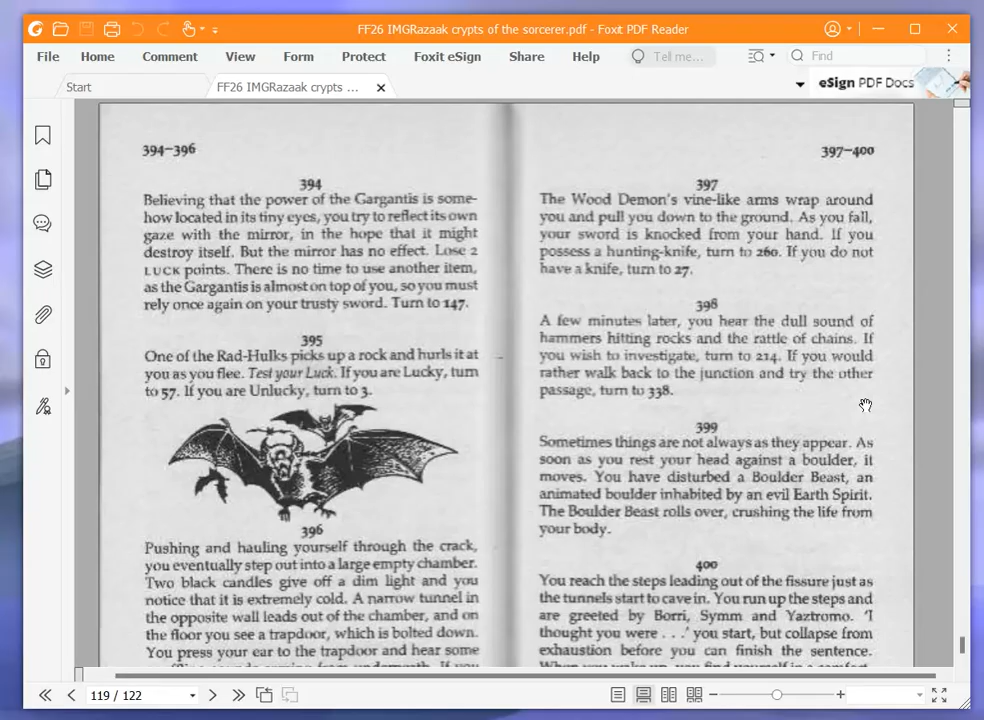 FF26 IMGRazaak crypts of the sorcerer.pdf - Foxit PDF Reader
File Home Comment View Form Protect Foxit eSign Share Help Tell me... Find
Start FF26 IMGRazaak crypts ... eSign PDF Docs
394–396
394
Believing that the power of the Gargantis is some-
how located in its tiny eyes, you try to reflect its own
gaze with the mirror, in the hope that it might
destroy itself. But the mirror has no effect. Lose 2
LUCK points. There is no time to use another item,
as the Gargantis is almost on top of you, so you must
rely once again on your trusty sword. Turn to 147.
395
One of the Rad-Hulks picks up a rock and hurls it at
you as you flee. Test your Luck. If you are Lucky, turn
to 57. If you are Unlucky, turn to 3.
396
Pushing and hauling yourself through the crack,
you eventually step out into a large empty chamber.
Two black candles give off a dim light and you
notice that it is extremely cold. A narrow tunnel in
the opposite wall leads out of the chamber, and on
the floor you see a trapdoor, which is bolted down.
You press your ear to the trapdoor and hear some
397–400
397
The Wood Demon's vine-like arms wrap around
you and pull you down to the ground. As you fall,
your sword is knocked from your hand. If you
possess a hunting-knife, turn to 260. If you do not
have a knife, turn to 27.
398
A few minutes later, you hear the dull sound of
hammers hitting rocks and the rattle of chains. If
you wish to investigate, turn to 214. If you would
rather walk back to the junction and try the other
passage, turn to 338.
399
Sometimes things are not always as they appear. As
soon as you rest your head against a boulder, it
moves. You have disturbed a Boulder Beast, an
animated boulder inhabited by an evil Earth Spirit.
The Boulder Beast rolls over, crushing the life from
your body.
400
You reach the steps leading out of the fissure just as
the tunnels start to cave in. You run up the steps and
are greeted by Borri, Symm and Yaztromo. 'I
thought you were . . .' you start, but collapse from
exhaustion before you can finish the sentence.
119 / 122